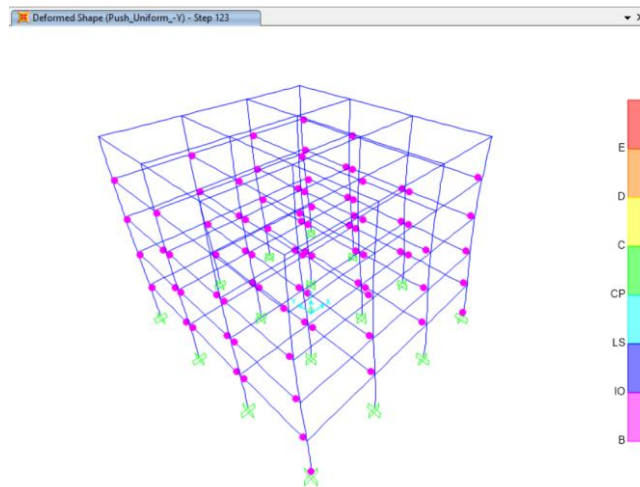 Deformed Shape (Push_Uniform_-Y) - Step 123
E
D
C
CP
LS
IO
B